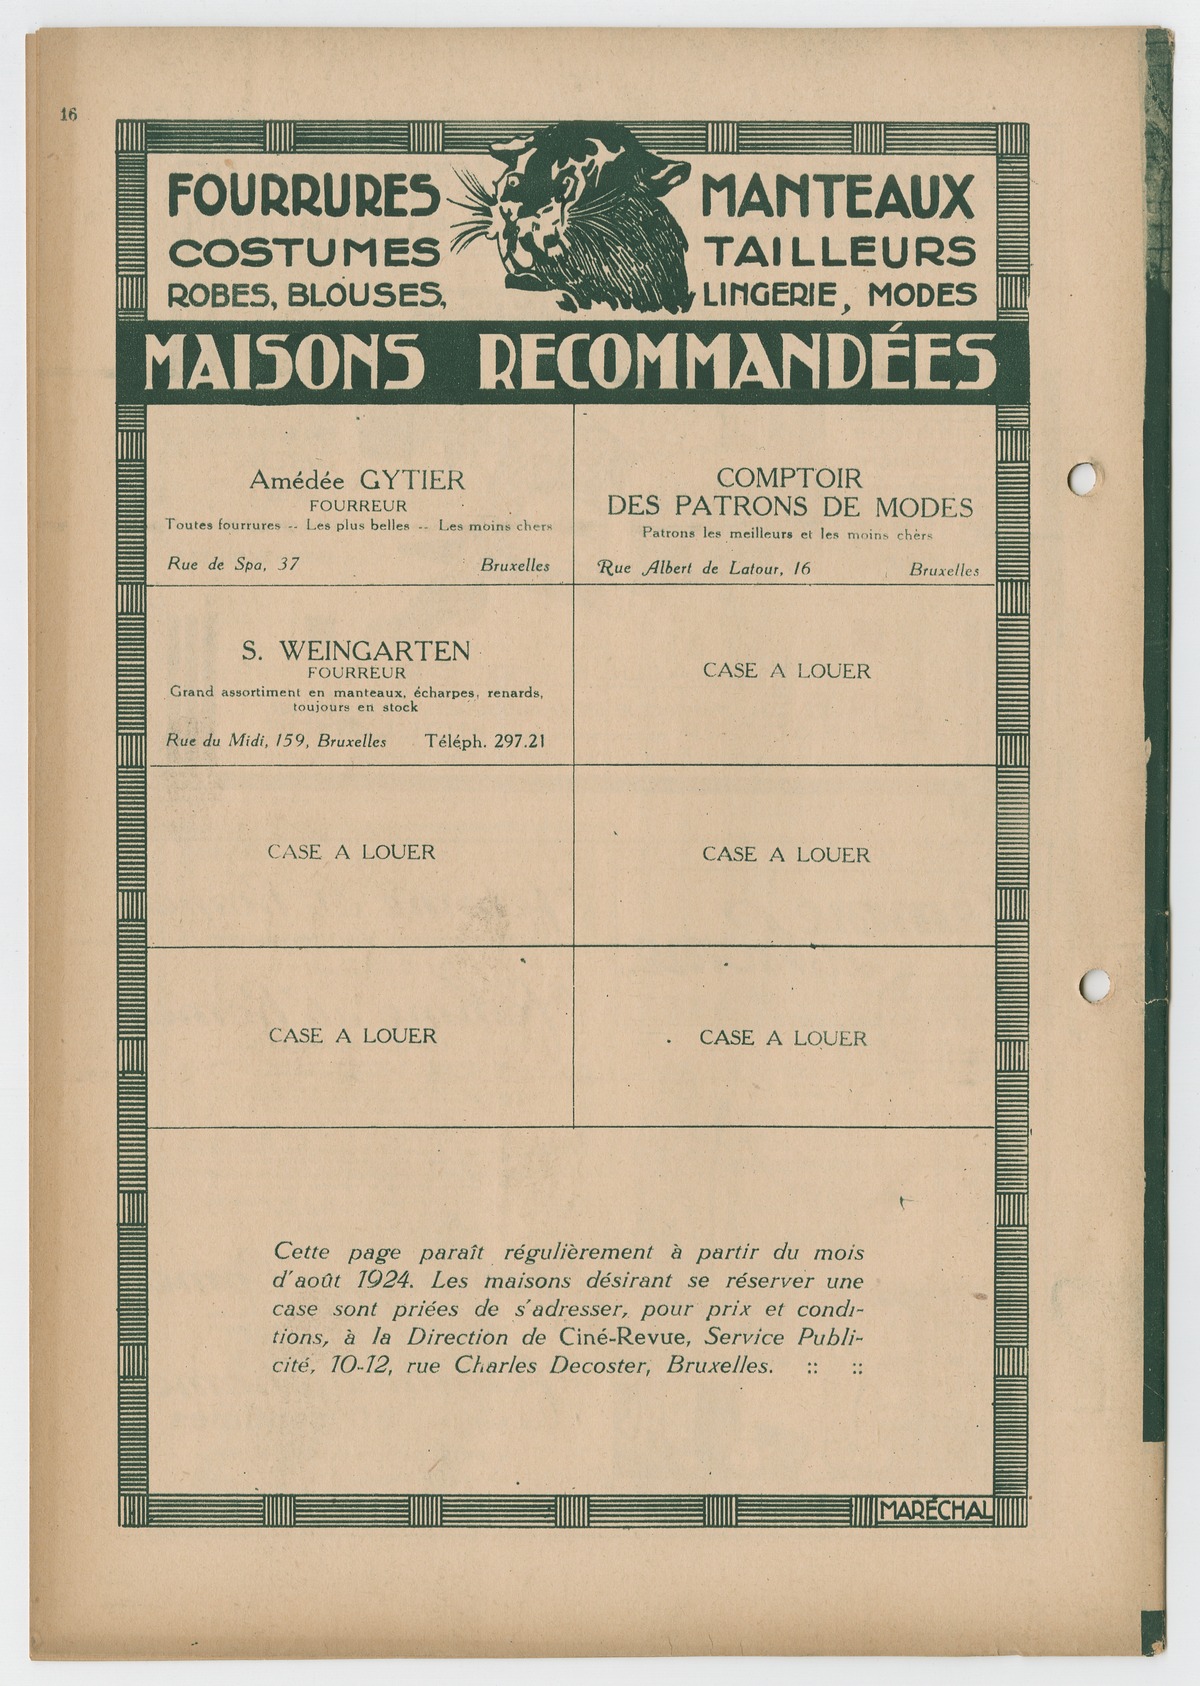 16
FOURRURES
COSTUMES
ROBES, BLOUSES,
MANTEAUX
TAILLEURS
LINGERIE, MODES
MAISONS RECOMMANDÉES
Amédée GYTIER
FOURREUR
Toutes fourrures -- Les plus belles -- Les moins chers
Rue de Spa, 37 Bruxelles
COMPTOIR
DES PATRONS DE MODES
Patrons les meilleurs et les moins chèrs
Rue Albert de Latour, 16 Bruxelles
S. WEINGARTEN
FOURREUR
Grand assortiment en manteaux, écharpes, renards,
toujours en stock
Rue du Midi, 159, Bruxelles Téléph. 297.21
CASE A LOUER
CASE A LOUER
CASE A LOUER
CASE A LOUER
CASE A LOUER
Cette page paraît régulièrement à partir du mois
d'août 1924. Les maisons désirant se réserver une
case sont priées de s'adresser, pour prix et condi-
tions, à la Direction de Ciné-Revue, Service Publi-
cité, 10-12, rue Charles Decoster, Bruxelles. :: ::
MARÉCHAL